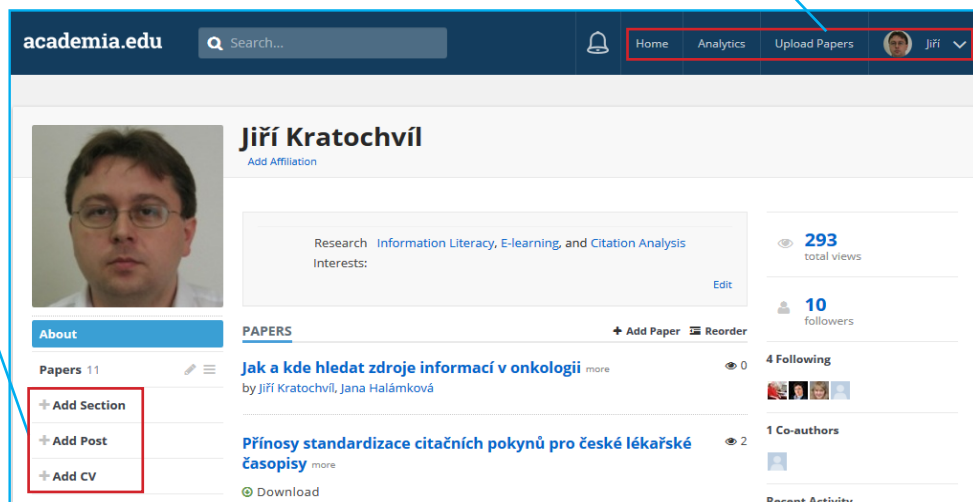 academia.edu
Search...
Home
Analytics
Upload Papers
Jiří
Jiří Kratochvíl
Add Affiliation
Research Information Literacy, E-learning, and Citation Analysis
Interests:
Edit
293
total views
10
followers
About
Papers 11
+ Add Section
+ Add Post
+ Add CV
PAPERS
+ Add Paper
Reorder
Jak a kde hledat zdroje informací v onkologii more
0
by Jiří Kratochvíl, Jana Halámková
Přínosy standardizace citačních pokynů pro české lékařské
2
časopisy more
Download
4 Following
1 Co-authors
Recent Activity